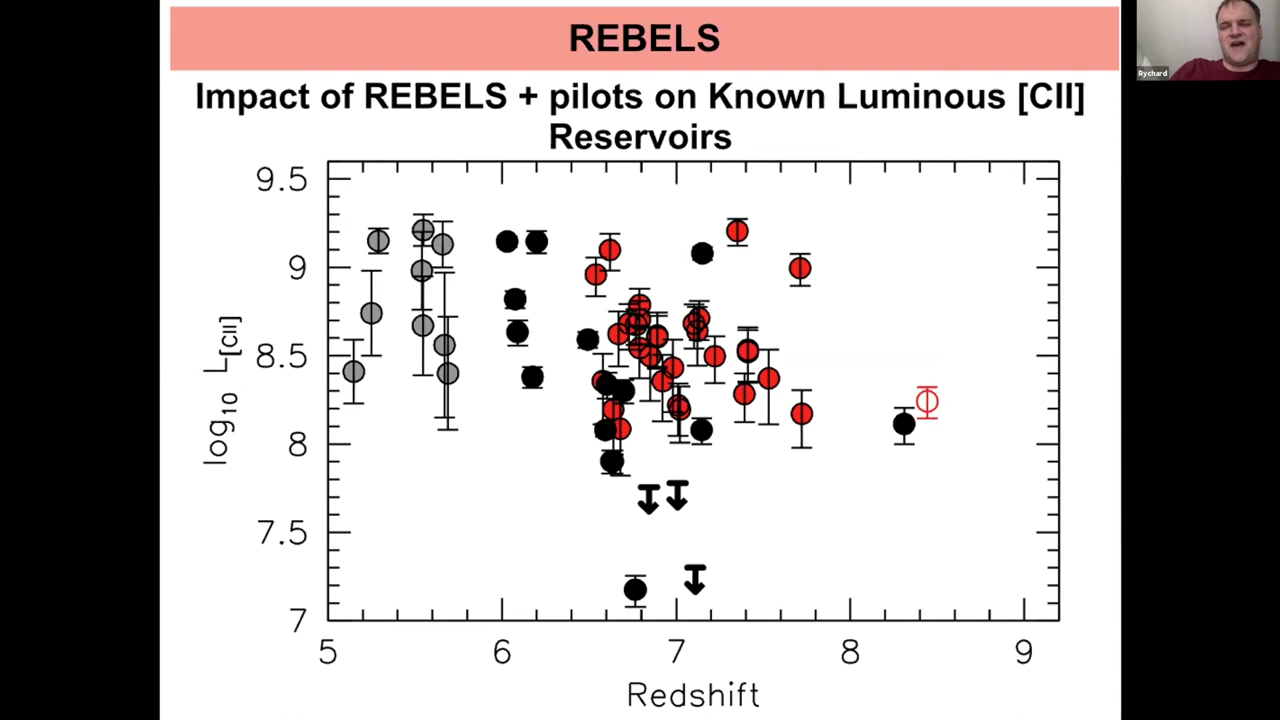 REBELS
Rychard
Impact of REBELS + pilots on Known Luminous [CII]
Reservoirs
9.5
9
8.5
8
7.5
7
log10 L[CII]
5 6 7 8 9
Redshift